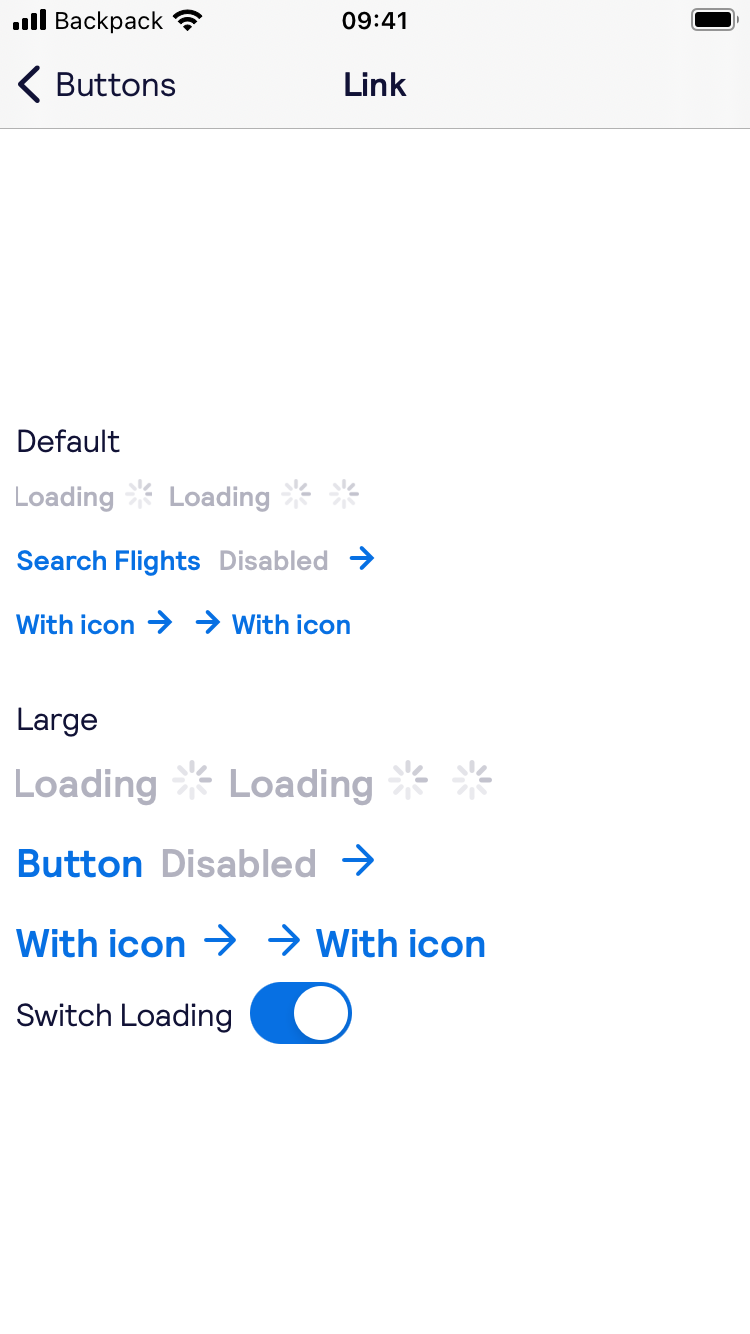 Backpack 09:41
Buttons Link
Default
Loading Loading
Search Flights Disabled
With icon With icon
Large
Loading Loading
Button Disabled
With icon With icon
Switch Loading